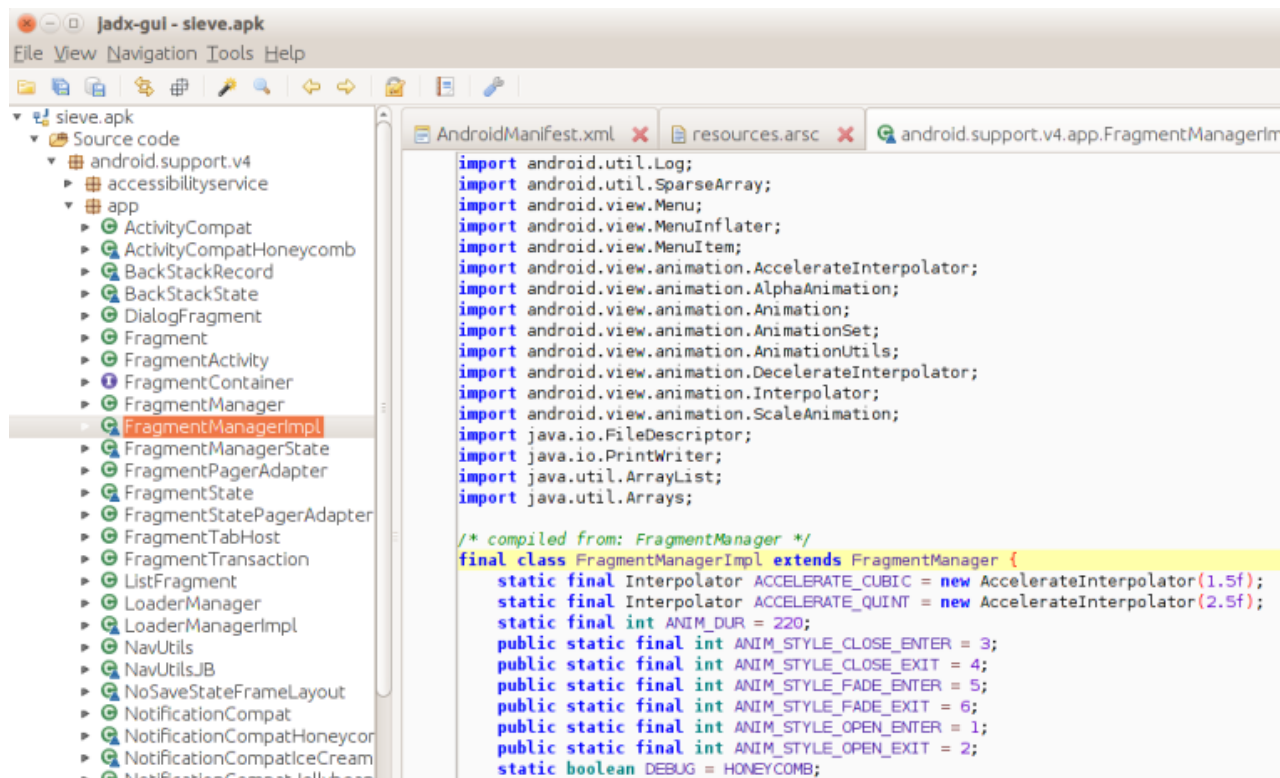 jadx-gui - sieve.apk
File View Navigation Tools Help
sieve.apk
Source code
android.support.v4
accessibilityservice
app
ActivityCompat
ActivityCompatHoneycomb
BackStackRecord
BackStackState
DialogFragment
Fragment
FragmentActivity
FragmentContainer
FragmentManager
FragmentManagerImpl
FragmentManagerState
FragmentPagerAdapter
FragmentState
FragmentStatePagerAdapter
FragmentTabHost
FragmentTransaction
ListFragment
LoaderManager
LoaderManagerImpl
NavUtils
NavUtilsJB
NoSaveStateFrameLayout
NotificationCompat
NotificationCompatHoneycor
NotificationCompatIceCream
AndroidManifest.xml resources.arsc android.support.v4.app.FragmentManagerIm
import android.util.Log;
import android.util.SparseArray;
import android.view.Menu;
import android.view.MenuInflater;
import android.view.MenuItem;
import android.view.animation.AccelerateInterpolator;
import android.view.animation.AlphaAnimation;
import android.view.animation.Animation;
import android.view.animation.AnimationSet;
import android.view.animation.AnimationUtils;
import android.view.animation.DecelerateInterpolator;
import android.view.animation.Interpolator;
import android.view.animation.ScaleAnimation;
import java.io.FileDescriptor;
import java.io.PrintWriter;
import java.util.ArrayList;
import java.util.Arrays;
/* compiled from: FragmentManager */
final class FragmentManagerImpl extends FragmentManager {
static final Interpolator ACCELERATE_CUBIC = new AccelerateInterpolator(1.5f);
static final Interpolator ACCELERATE_QUINT = new AccelerateInterpolator(2.5f);
static final int ANIM_DUR = 220;
public static final int ANIM_STYLE_CLOSE_ENTER = 3;
public static final int ANIM_STYLE_CLOSE_EXIT = 4;
public static final int ANIM_STYLE_FADE_ENTER = 5;
public static final int ANIM_STYLE_FADE_EXIT = 6;
public static final int ANIM_STYLE_OPEN_ENTER = 1;
public static final int ANIM_STYLE_OPEN_EXIT = 2;
static boolean DEBUG = HONEYCOMB;